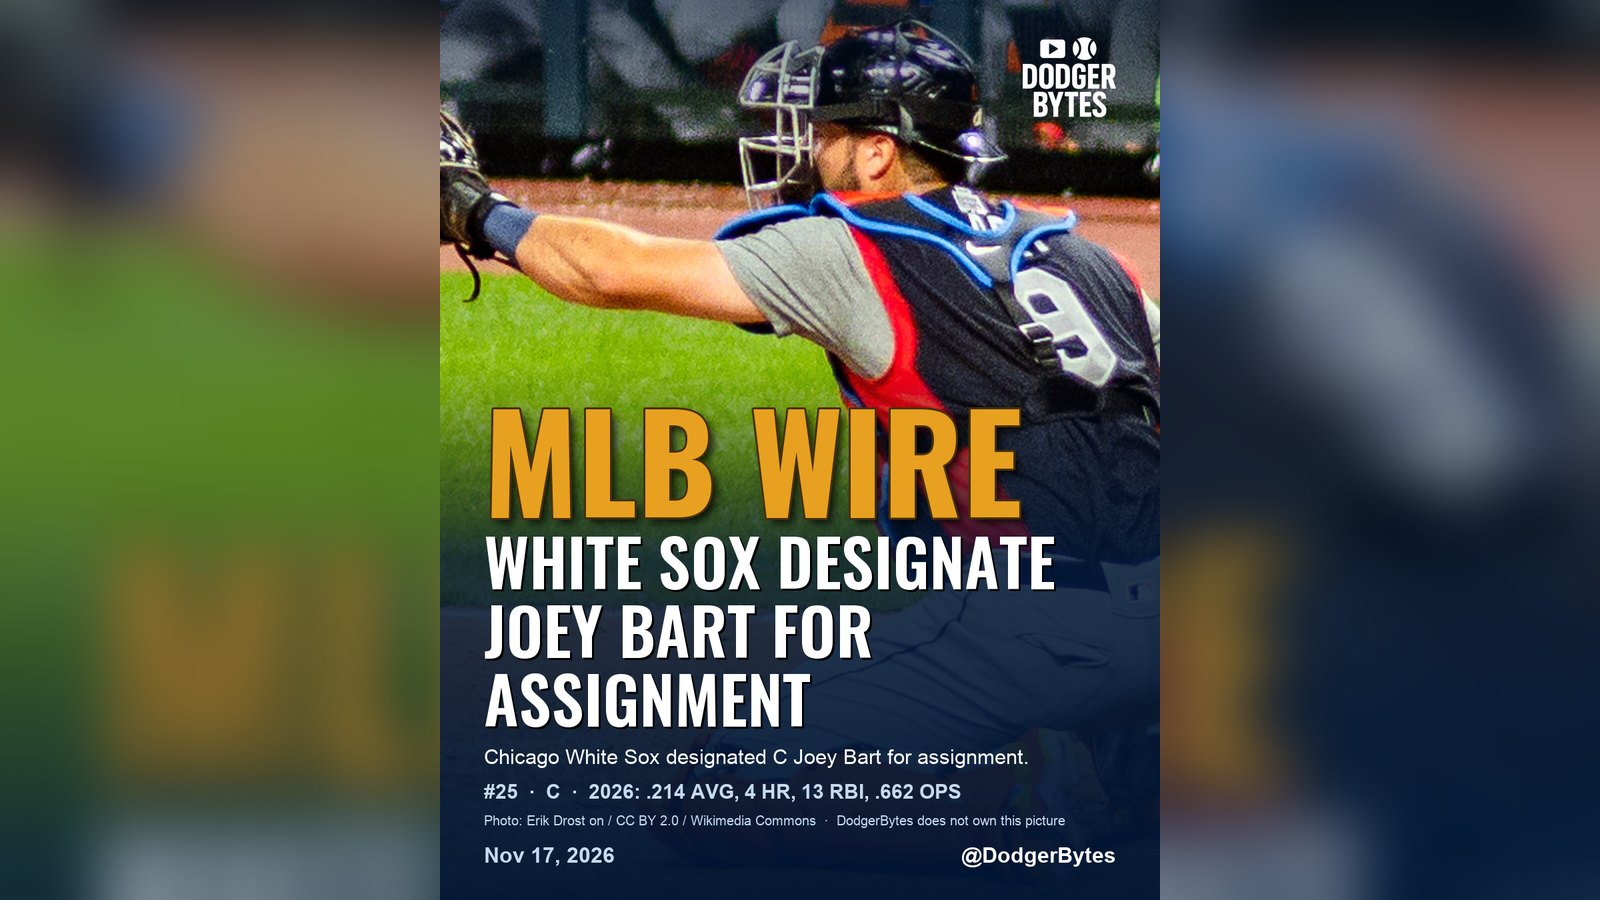 DODGER
BYTES
MLB WIRE
WHITE SOX DESIGNATE
JOEY BART FOR
ASSIGNMENT
Chicago White Sox designated C Joey Bart for assignment.
#25 · C · 2026: .214 AVG, 4 HR, 13 RBI, .662 OPS
Photo: Erik Drost on / CC BY 2.0 / Wikimedia Commons · DodgerBytes does not own this picture
Nov 17, 2026
@DodgerBytes